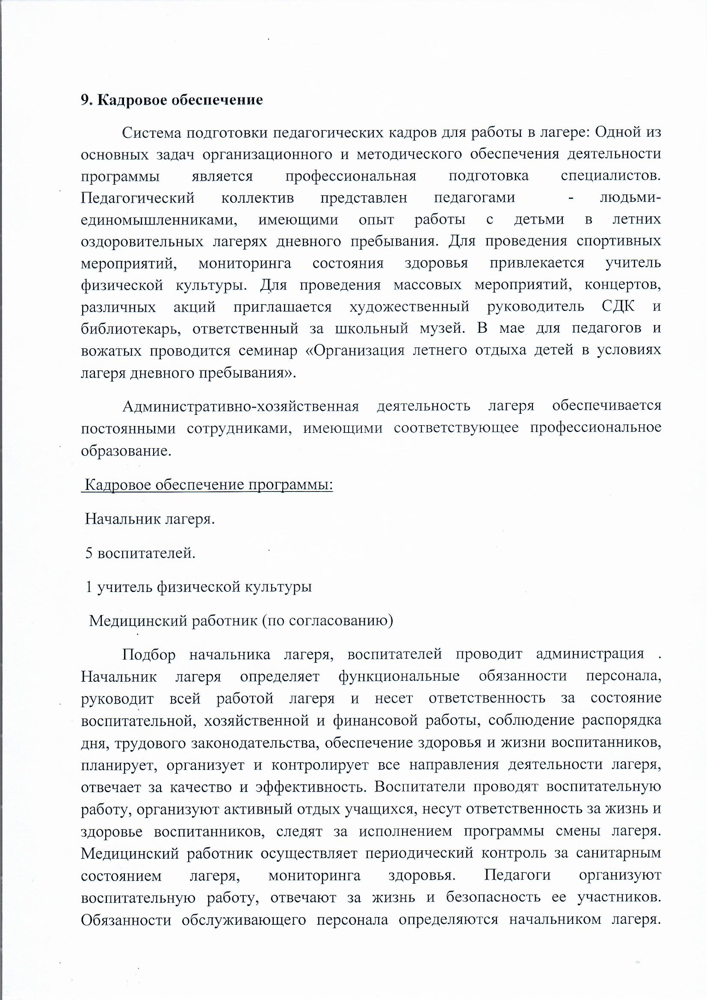 9. Кадровое обеспечение
Система подготовки педагогических кадров для работы в лагере: Одной из
основных задач организационного и методического обеспечения деятельности
программы является профессиональная подготовка специалистов.
Педагогический коллектив представлен педагогами - людьми-
единомышленниками, имеющими опыт работы с детьми в летних
оздоровительных лагерях дневного пребывания. Для проведения спортивных
мероприятий, мониторинга состояния здоровья привлекается учитель
физической культуры. Для проведения массовых мероприятий, концертов,
различных акций приглашается художественный руководитель СДК и
библиотекарь, ответственный за школьный музей. В мае для педагогов и
вожатых проводится семинар «Организация летнего отдыха детей в условиях
лагеря дневного пребывания».
Административно-хозяйственная деятельность лагеря обеспечивается
постоянными сотрудниками, имеющими соответствующее профессиональное
образование.
Кадровое обеспечение программы:
Начальник лагеря.
5 воспитателей.
1 учитель физической культуры
Медицинский работник (по согласованию)
Подбор начальника лагеря, воспитателей проводит администрация .
Начальник лагеря определяет функциональные обязанности персонала,
руководит всей работой лагеря и несет ответственность за состояние
воспитательной, хозяйственной и финансовой работы, соблюдение распорядка
дня, трудового законодательства, обеспечение здоровья и жизни воспитанников,
планирует, организует и контролирует все направления деятельности лагеря,
отвечает за качество и эффективность. Воспитатели проводят воспитательную
работу, организуют активный отдых учащихся, несут ответственность за жизнь и
здоровье воспитанников, следят за исполнением программы смены лагеря.
Медицинский работник осуществляет периодический контроль за санитарным
состоянием лагеря, мониторинга здоровья. Педагоги организуют
воспитательную работу, отвечают за жизнь и безопасность ее участников.
Обязанности обслуживающего персонала определяются начальником лагеря.